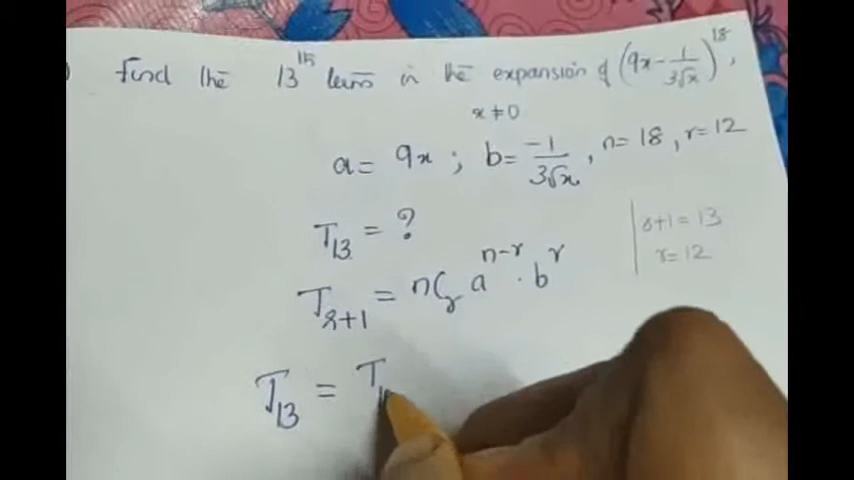 Find the 13th term in the expansion of (9x - 1/3√x)^18,
x ≠ 0
a = 9x ; b = -1/3√x , n = 18 , r = 12
T13 = ?
r+1 = 13
r = 12
Tr+1 = nCr a^n-r · b^r
T13 = T